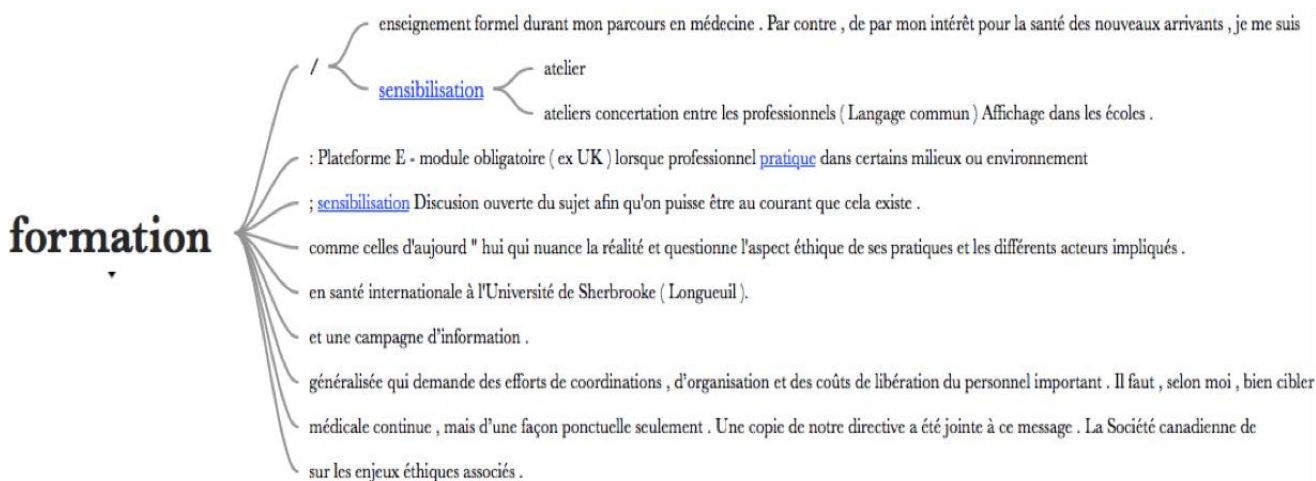 enseignement formel durant mon parcours en médecine . Par contre , de par mon intérêt pour la santé des nouveaux arrivants , je me suis
/
atelier
sensibilisation
ateliers concertation entre les professionnels ( Langage commun ) Affichage dans les écoles .
: Plateforme E - module obligatoire ( ex UK ) lorsque professionnel pratique dans certains milieux ou environnement
; sensibilisation Discusion ouverte du sujet afin qu'on puisse être au courant que cela existe .
formation
comme celles d'aujourd " hui qui nuance la réalité et questionne l'aspect éthique de ses pratiques et les différents acteurs impliqués .
en santé internationale à l'Université de Sherbrooke ( Longueuil ).
et une campagne d'information .
généralisée qui demande des efforts de coordinations , d'organisation et des coûts de libération du personnel important . Il faut , selon moi , bien cibler
médicale continue , mais d'une façon ponctuelle seulement . Une copie de notre directive a été jointe à ce message . La Société canadienne de
sur les enjeux éthiques associés .